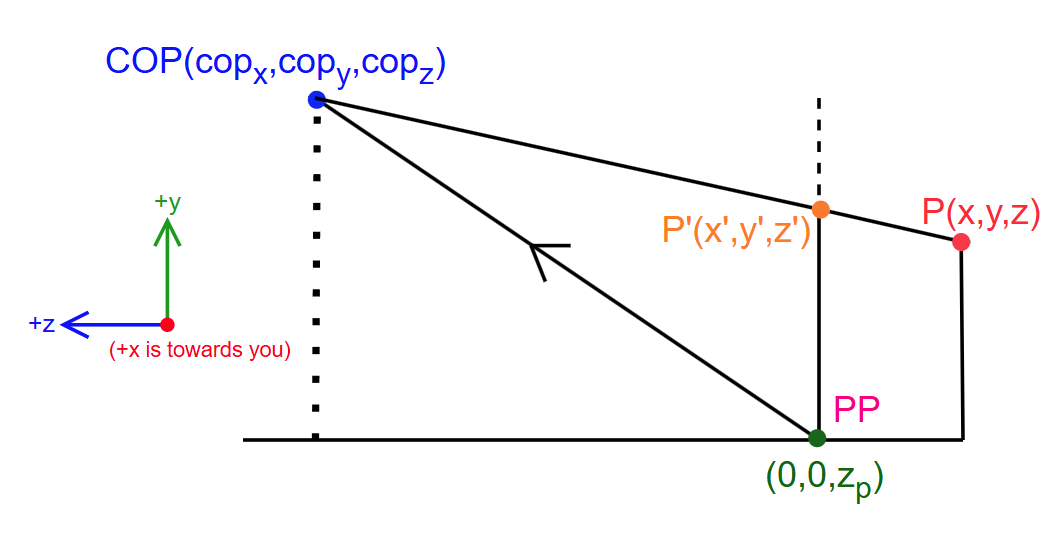 COP(copx,copy,copz)
+y
P(x,y,z)
P'(x',y',z')
+z
(+x is towards you)
PP
(0,0,zp)